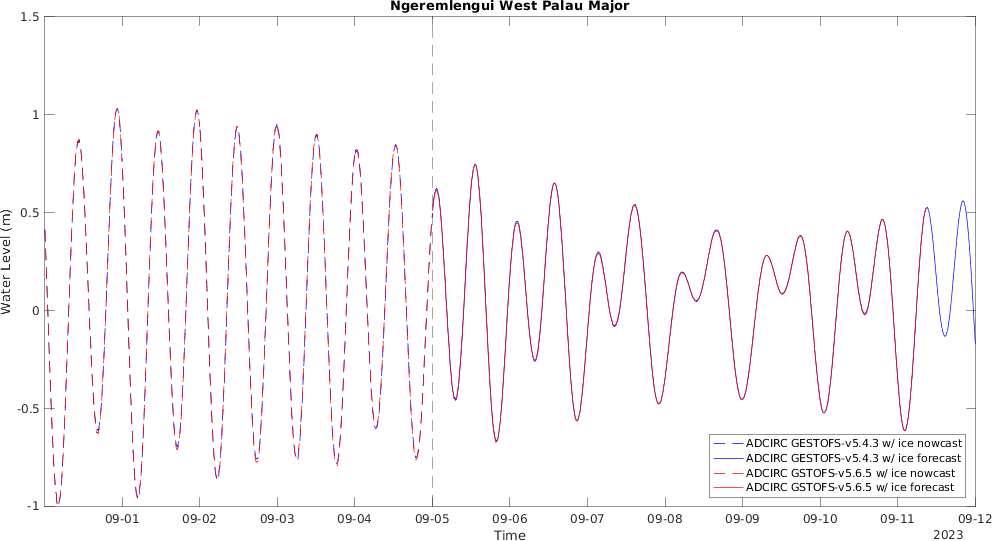 Ngeremlengui West Palau Major
1.5
1
0.5
0
-0.5
-1
Water Level (m)
09-01 09-02 09-03 09-04 09-05 09-06 09-07 09-08 09-09 09-10 09-11 09-12
Time
2023
ADCIRC GESTOFS-v5.4.3 w/ ice nowcast
ADCIRC GESTOFS-v5.4.3 w/ ice forecast
ADCIRC GSTOFS-v5.6.5 w/ ice nowcast
ADCIRC GSTOFS-v5.6.5 w/ ice forecast